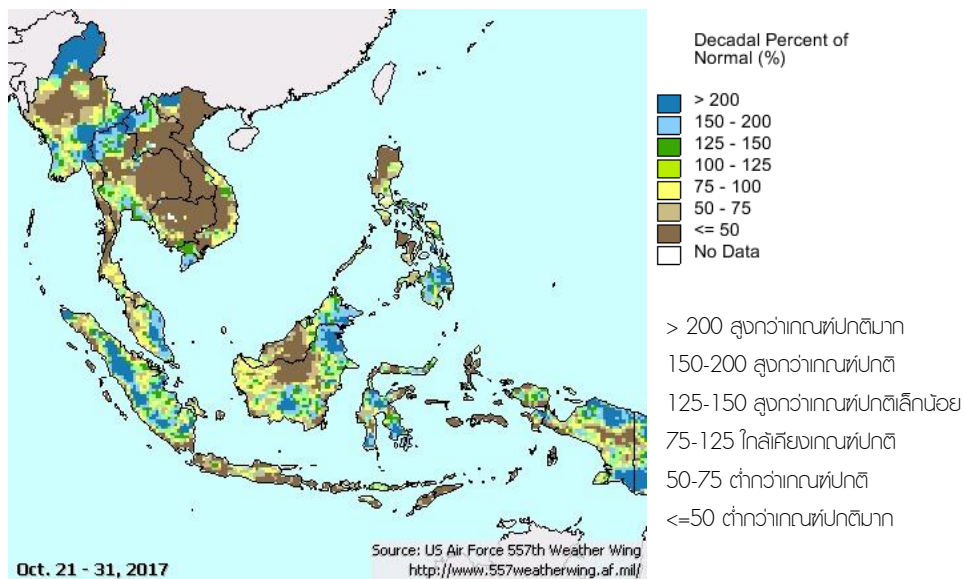 Decadal Percent of
Normal (%)
> 200
150 - 200
125 - 150
100 - 125
75 - 100
50 - 75
<= 50
No Data
> 200 สูงกว่าเกณฑ์ปกติมาก
150-200 สูงกว่าเกณฑ์ปกติ
125-150 สูงกว่าเกณฑ์ปกติเล็กน้อย
75-125 ใกล้เคียงเกณฑ์ปกติ
50-75 ต่ำกว่าเกณฑ์ปกติ
<=50 ต่ำกว่าเกณฑ์ปกติมาก
Source: US Air Force 557th Weather Wing
Oct. 21 - 31, 2017 http://www.557weatherwing.af.mil/